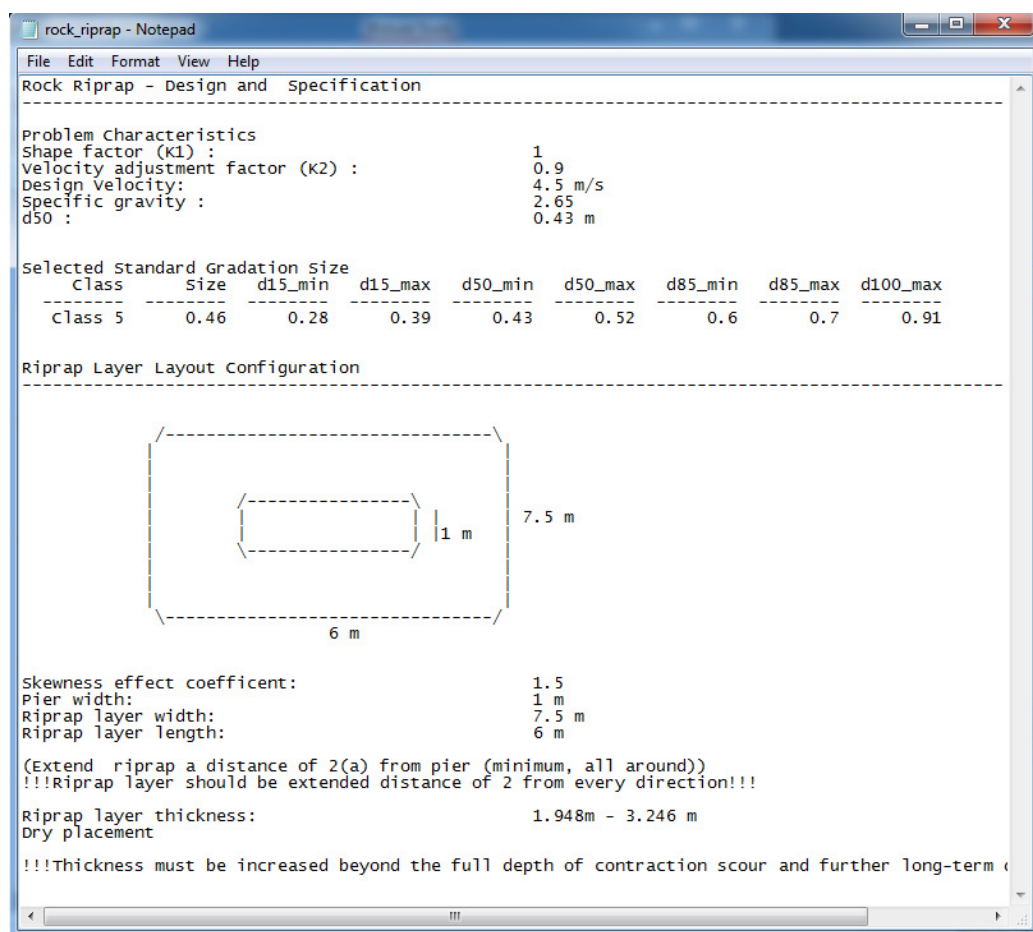 rock_riprap - Notepad
File Edit Format View Help
Rock Riprap - Design and Specification
Problem Characteristics
Shape factor (K1) : 1
Velocity adjustment factor (K2) : 0.9
Design Velocity: 4.5 m/s
Specific gravity : 2.65
d50 : 0.43 m
Selected Standard Gradation Size
Class Size d15_min d15_max d50_min d50_max d85_min d85_max d100_max
Class 5 0.46 0.28 0.39 0.43 0.52 0.6 0.7 0.91
Riprap Layer Layout Configuration
7.5 m
1 m
6 m
Skewness effect coefficent: 1.5
Pier width: 1 m
Riprap layer width: 7.5 m
Riprap layer length: 6 m
(Extend riprap a distance of 2(a) from pier (minimum, all around))
!!!Riprap layer should be extended distance of 2 from every direction!!!
Riprap layer thickness: 1.948m - 3.246 m
Dry placement
!!!Thickness must be increased beyond the full depth of contraction scour and further long-term